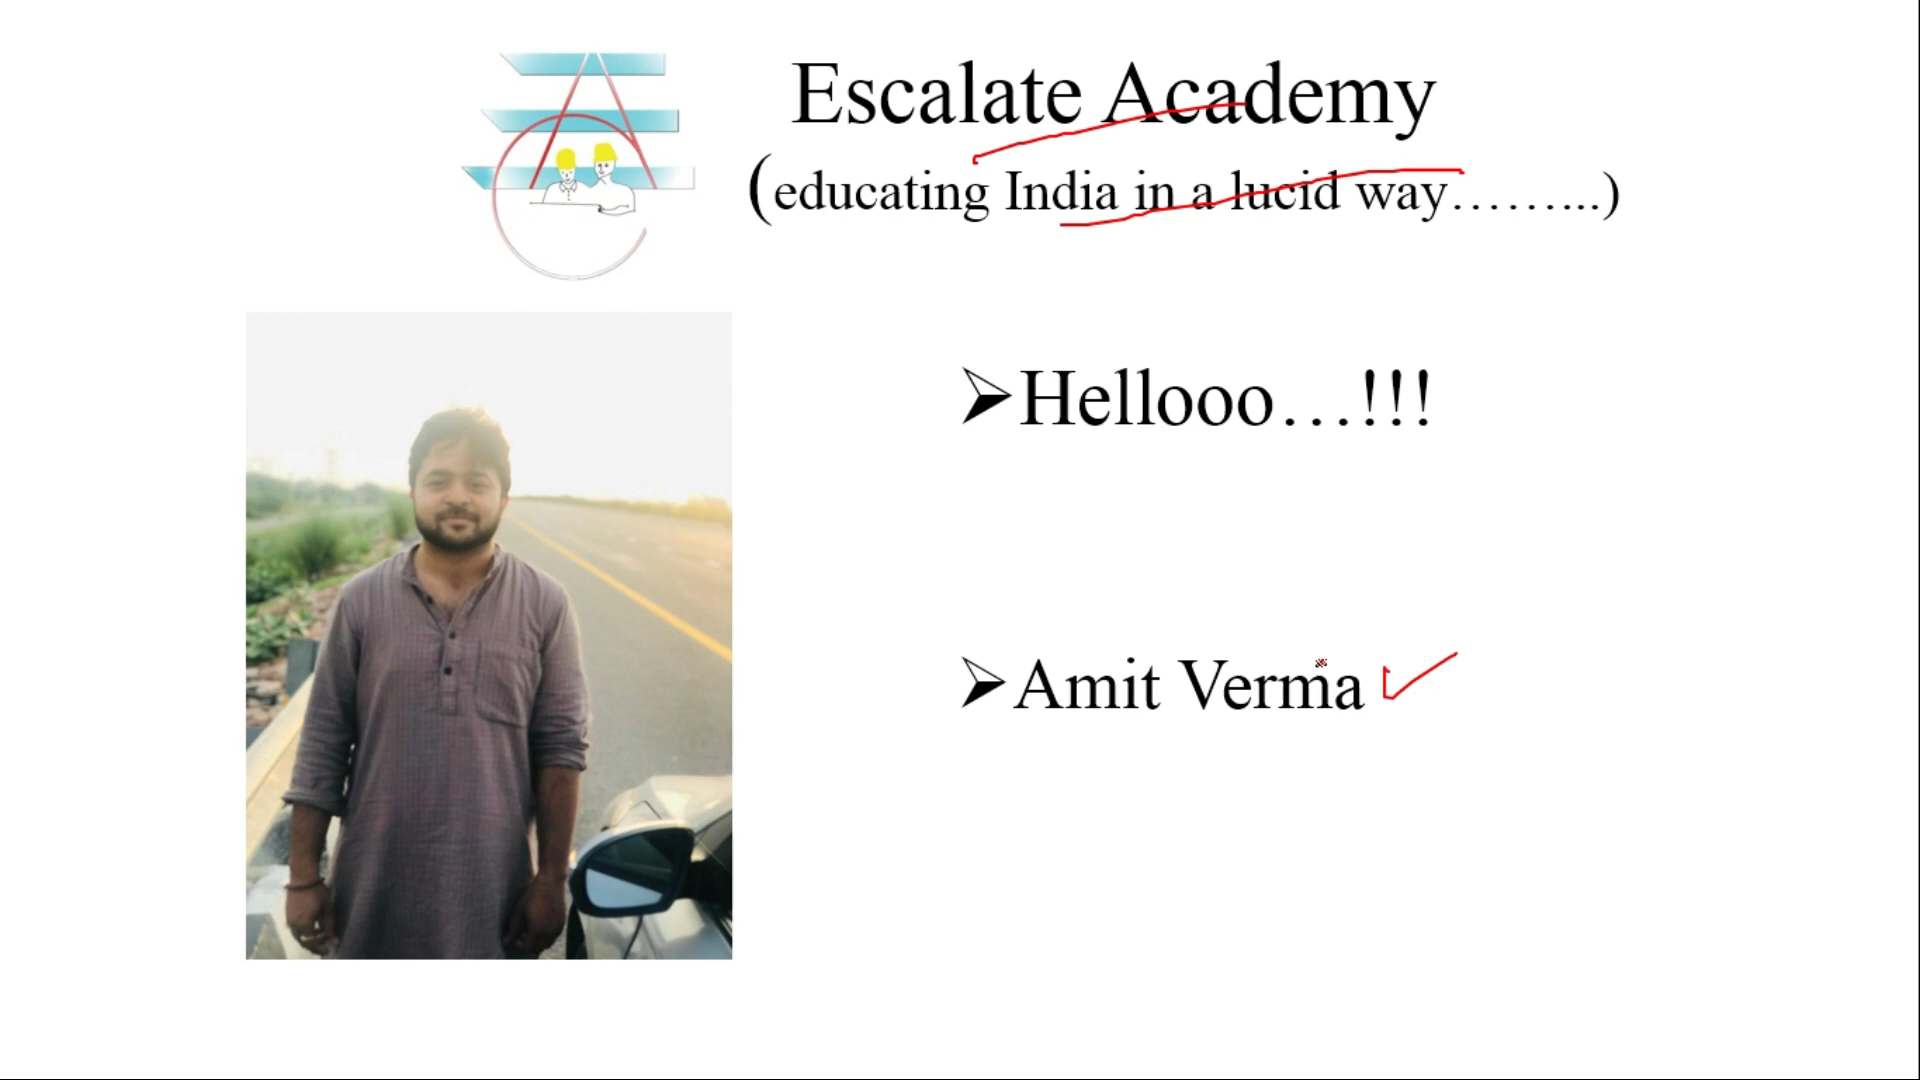 Escalate Academy
(educating India in a lucid way……...)
➢Hellooo…!!!
➢Amit Verma